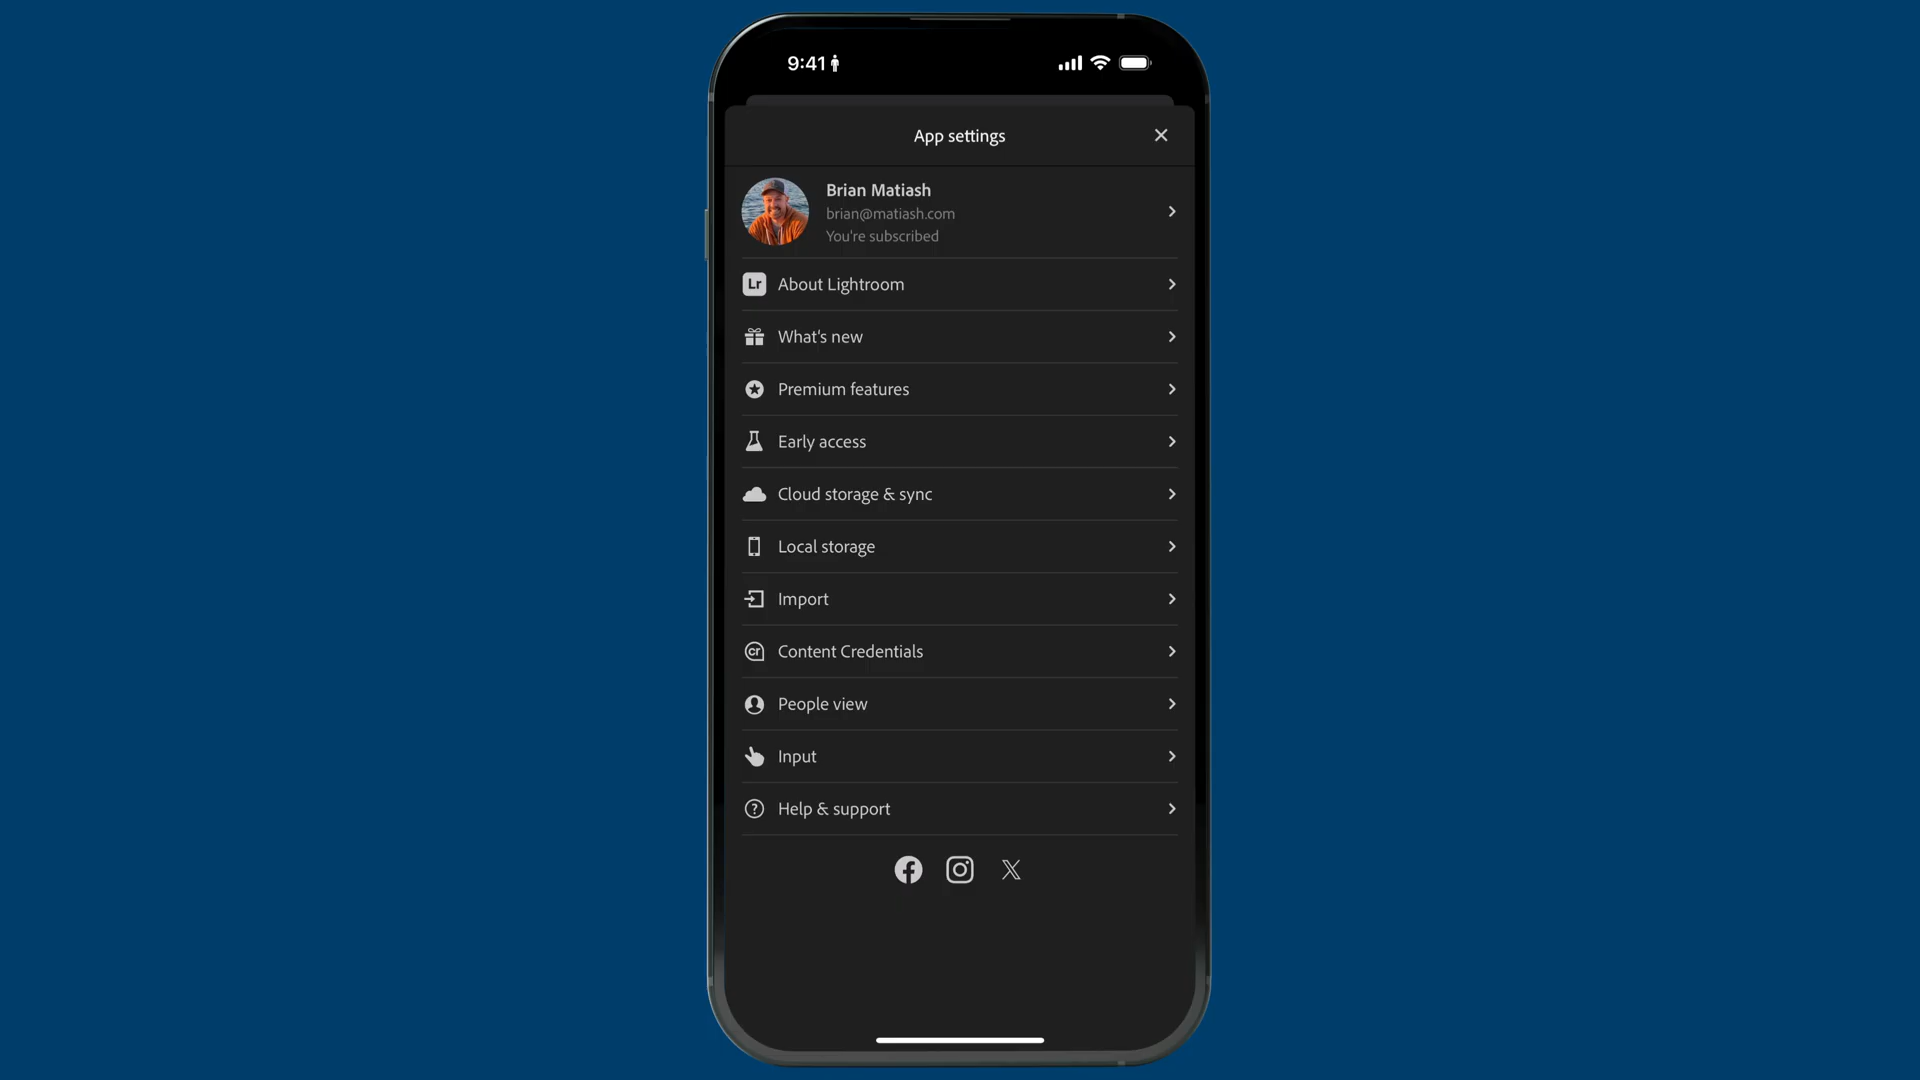 9:41
App settings
Brian Matiash
brian@matiash.com
You're subscribed
Lr About Lightroom
What's new
Premium features
Early access
Cloud storage & sync
Local storage
Import
cr Content Credentials
People view
Input
? Help & support